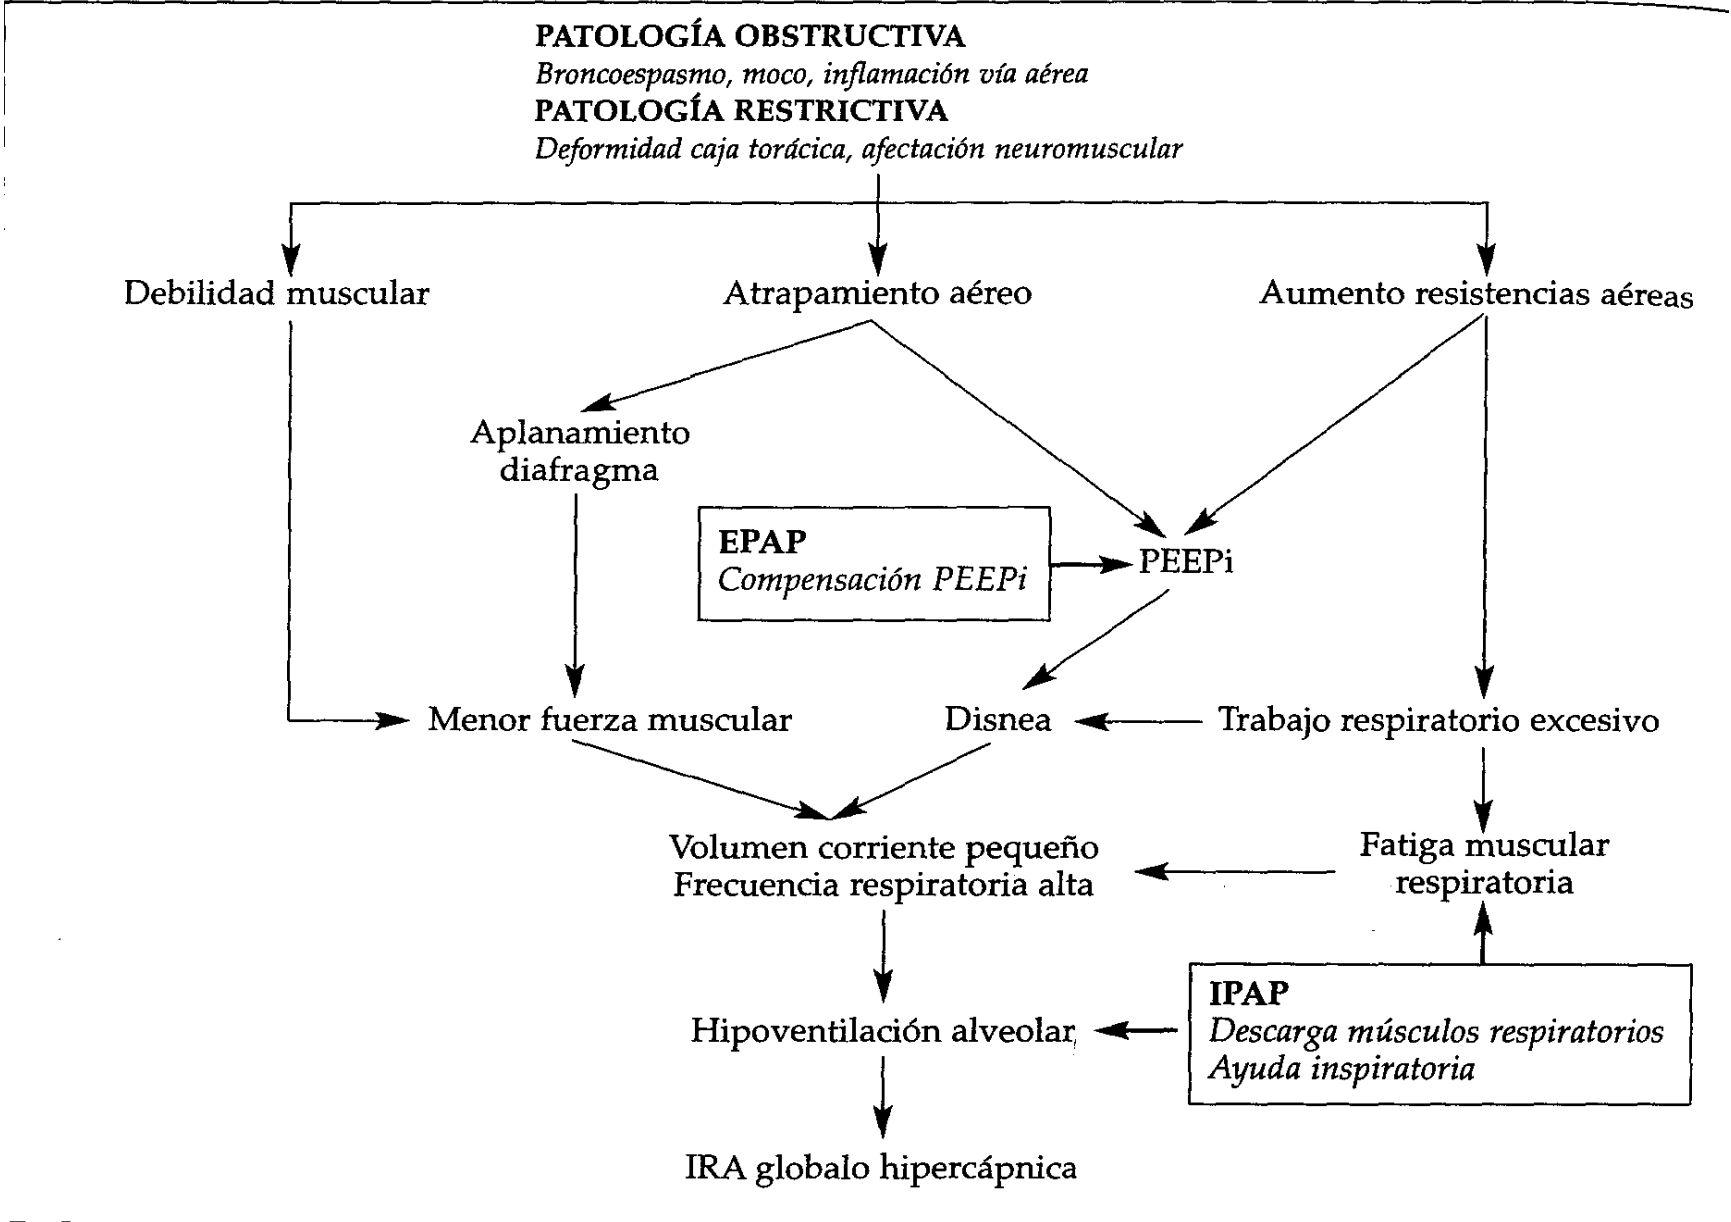 PATOLOGÍA OBSTRUCTIVA
Broncoespasmo, moco, inflamación vía aérea
PATOLOGÍA RESTRICTIVA
Deformidad caja torácica, afectación neuromuscular
Debilidad muscular
Atrapamiento aéreo
Aumento resistencias aéreas
Aplanamiento
diafragma
EPAP
Compensación PEEPi
PEEPi
Menor fuerza muscular
Disnea
Trabajo respiratorio excesivo
Volumen corriente pequeño
Frecuencia respiratoria alta
Fatiga muscular
respiratoria
Hipoventilación alveolar
IPAP
Descarga músculos respiratorios
Ayuda inspiratoria
IRA globalo hipercápnica